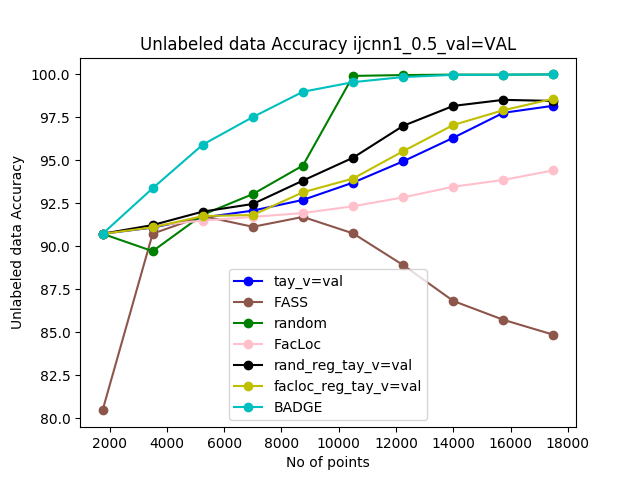 Unlabeled data Accuracy ijcnn1_0.5_val=VAL
100.0
97.5
95.0
92.5
90.0
87.5
85.0
82.5
80.0
Unlabeled data Accuracy
tay_v=val
FASS
random
FacLoc
rand_reg_tay_v=val
facloc_reg_tay_v=val
BADGE
2000 4000 6000 8000 10000 12000 14000 16000 18000
No of points